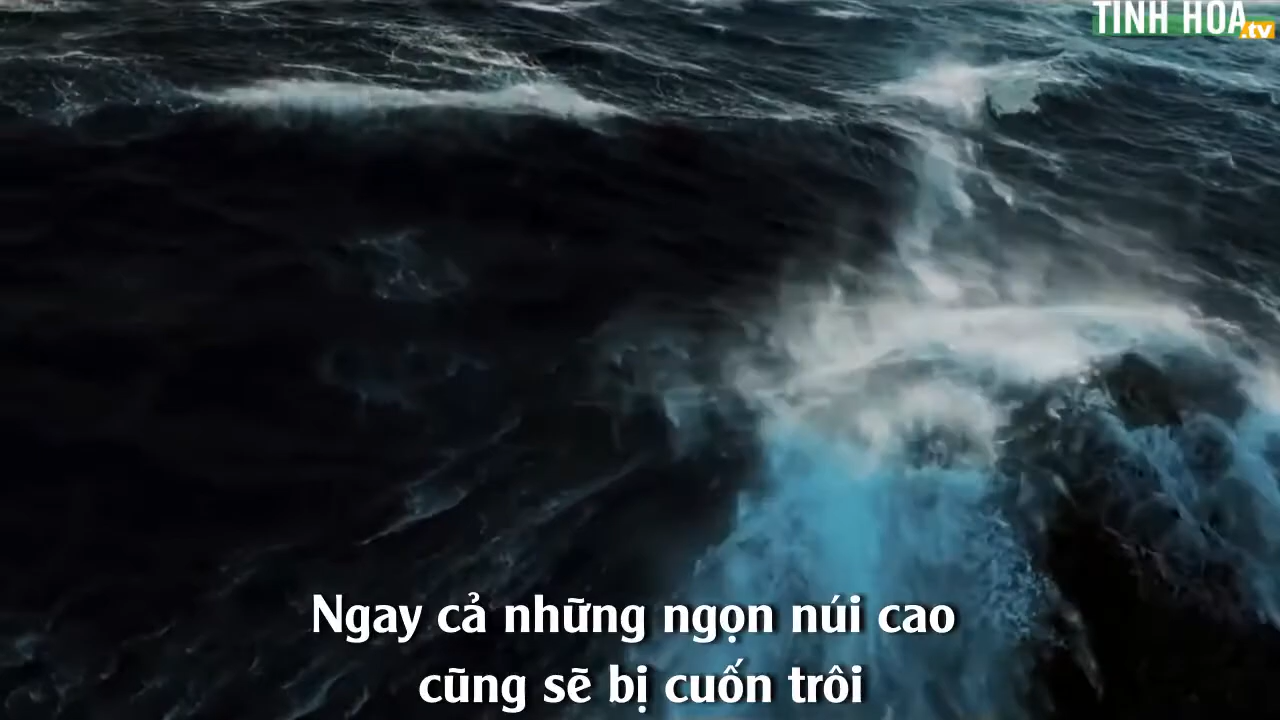 TINH HOA
.tv
Ngay cả những ngọn núi cao
cũng sẽ bị cuốn trôi